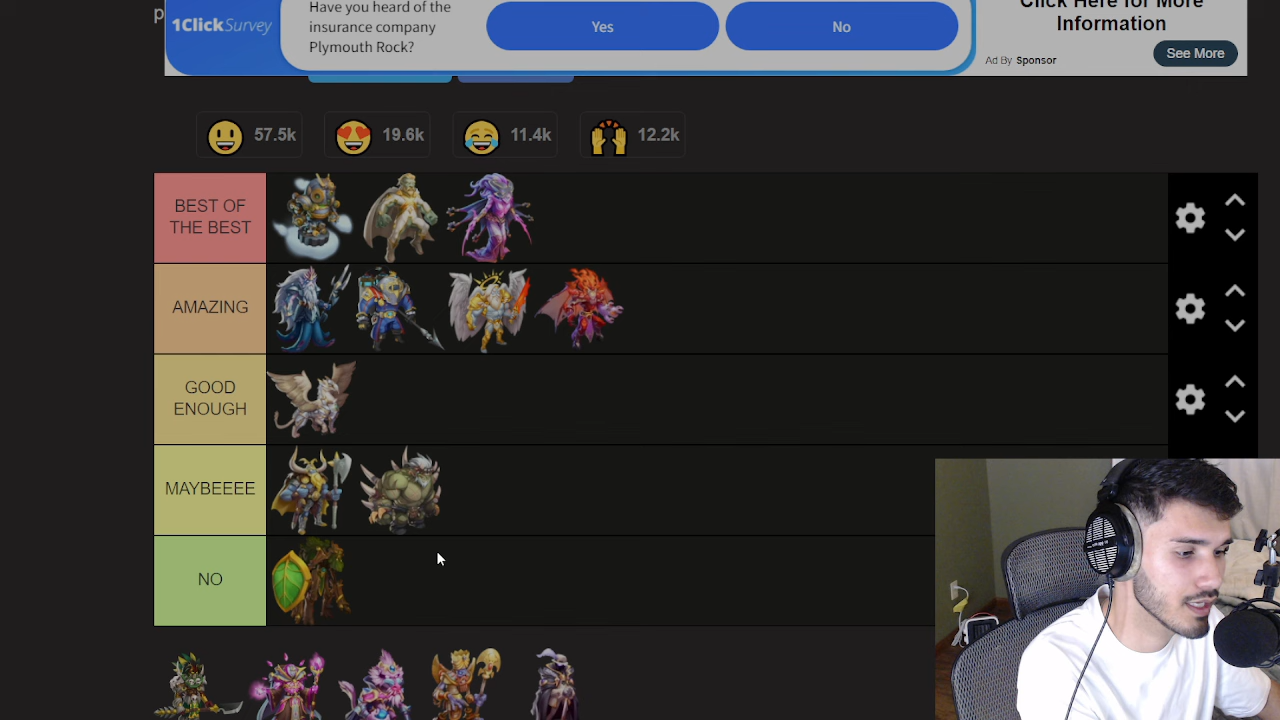 p
1ClickSurvey
Have you heard of the
insurance company
Plymouth Rock?
Yes
No
Click Here for More
Information
Ad By Sponsor
See More
57.5k
19.6k
11.4k
12.2k
BEST OF
THE BEST
AMAZING
GOOD
ENOUGH
MAYBEEEE
NO